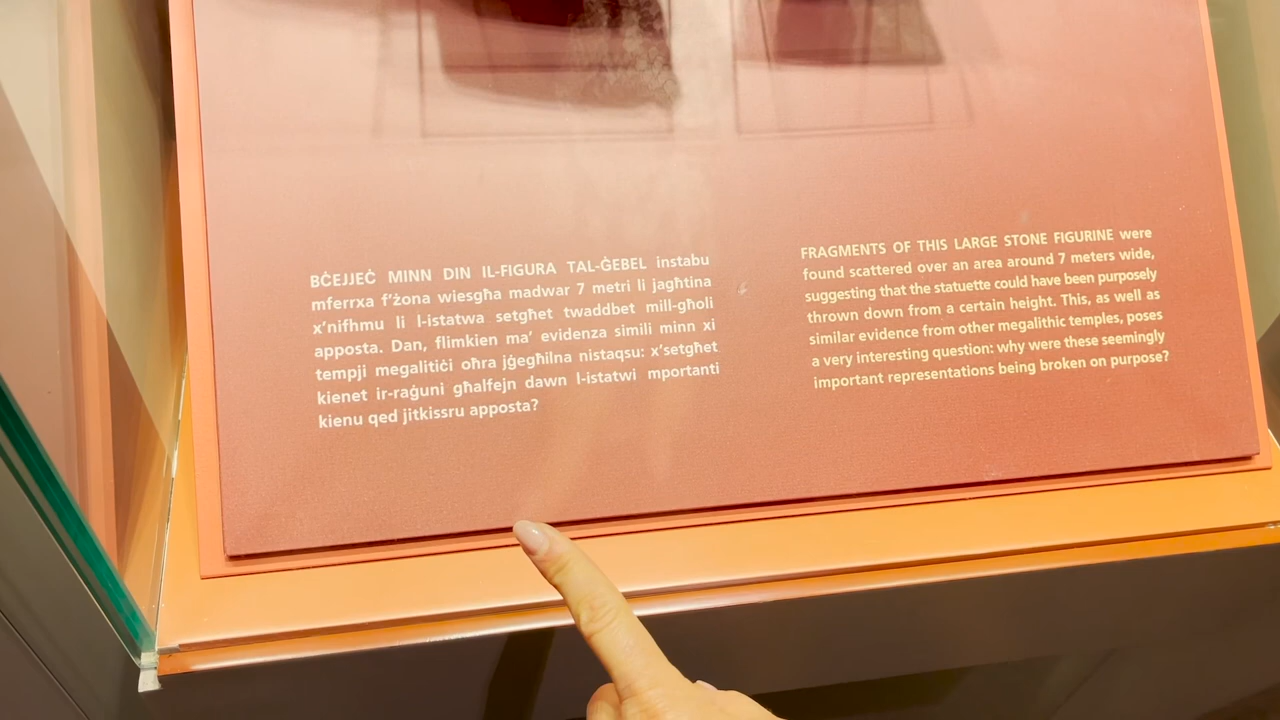 BĊEJJEĊ MINN DIN IL-FIGURA TAL-ĠEBEL instabu
mferrxa f'żona wiesgħa madwar 7 metri li jagħtina
x'nifhmu li l-istatwa setgħet twaddbet mill-għoli
apposta. Dan, flimkien ma' evidenza simili minn xi
tempji megalitiċi oħra jġegħilna nistaqsu: x'setgħet
kienet ir-raġuni għalfejn dawn l-istatwi mportanti
kienu qed jitkissru apposta?
FRAGMENTS OF THIS LARGE STONE FIGURINE were
found scattered over an area around 7 meters wide,
suggesting that the statuette could have been purposely
thrown down from a certain height. This, as well as
similar evidence from other megalithic temples, poses
a very interesting question: why were these seemingly
important representations being broken on purpose?